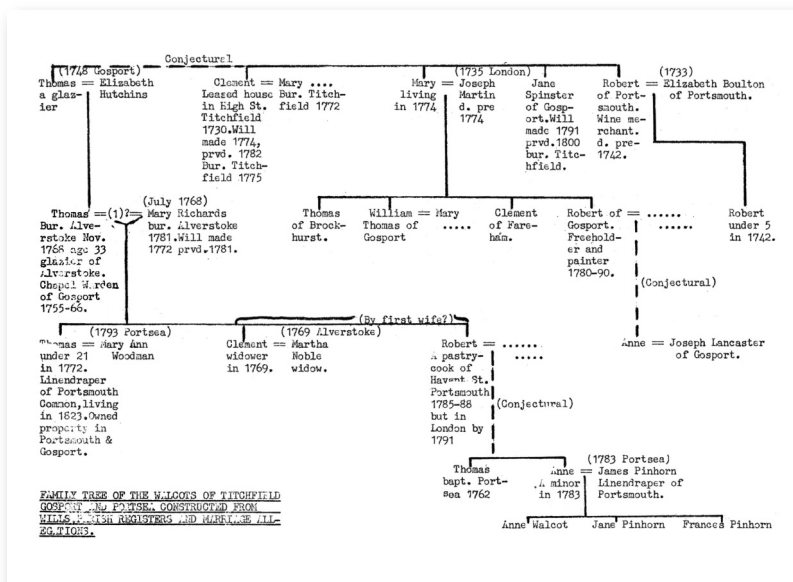 Conjectural
(1748 Gosport)
Thomas = Elizabeth
a glaz- Hutchins
ier
Clement = Mary ....
Leased house Bur. Titch-
in High St. field 1772
Titchfield
1730.Will
made 1774,
prvd. 1782
Bur. Titch-
field 1775
(1735 London)
Mary = Joseph
living Martin
in 1774 d. pre
1774
Jane
Spinster
of Gosp-
ort.Will
made 1791
prvd.1800
bur. Titc-
hfield.
(1733)
Robert = Elizabeth Boulton
of Port- of Portsmouth.
smouth.
Wine me-
rchant.
d. pre-
1742.
(July 1768)
Thomas =(1)?= Mary Richards
Bur. Alve- bur. Alverstoke
rstoke Nov. 1781.Will made
1768 age 33 1772 prvd.1781.
glazier of
Alverstoke.
Chapel Warden
of Gosport
1755-66.
Thomas
of Brock-
hurst.
William = Mary
Thomas of .....
Gosport
Clement
of Fare-
ham.
Robert of = ......
Gosport. ......
Freehold-
er and
painter
1780-90.
Robert
under 5
in 1742.
(Conjectural)
(By first wife?)
(1793 Portsea)
Thomas = Mary Ann
under 21 Woodman
in 1772.
Linendraper
of Portsmouth
Common,living
in 1823.Owned
property in
Portsmouth &
Gosport.
(1769 Alverstoke)
Clement = Martha
widower Noble
in 1769. widow.
Robert = ......
A pastry- .....
cook of
Havant St.
Portsmouth
1785-88
but in
London by
1791
(Conjectural)
Anne = Joseph Lancaster
of Gosport.
Thomas
bapt. Port-
sea 1762
(1783 Portsea)
Anne = James Pinhorn
A minor Linendraper of
in 1783 Portsmouth.
Anne Walcot Jane Pinhorn Frances Pinhorn
FAMILY TREE OF THE WALCOTS OF TITCHFIELD
GOSPORT AND PORTSEA CONSTRUCTED FROM
WILLS,PARISH REGISTERS AND MARRIAGE ALL-
EGATIONS.